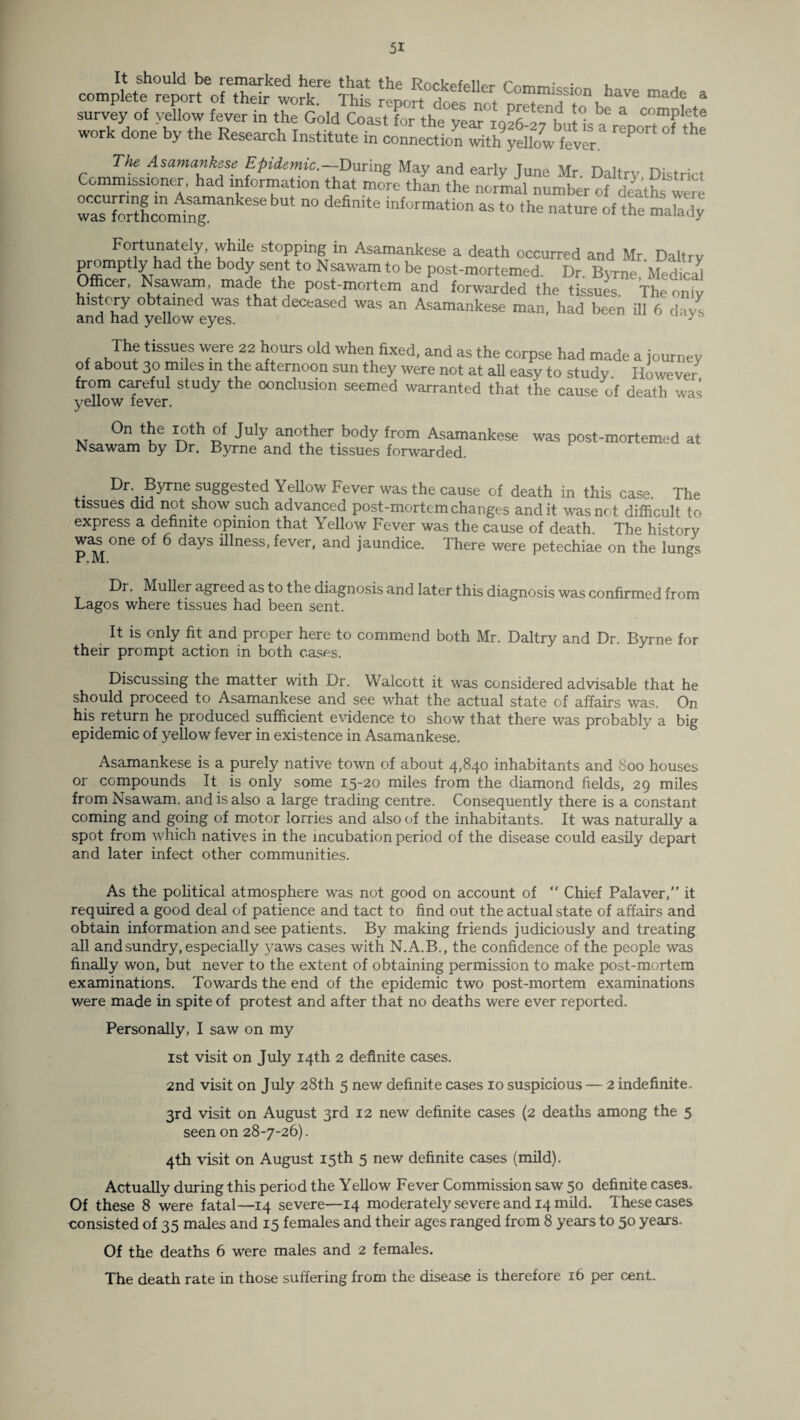 51
It should be remarked here that the Rockefeller Commission have made a
complete report of their work. This report does not pretend to be a complete
survey of yellow fever in the Gold Coast for the year 1926-27 but is a report of the
work done by the Research Institute in connection with yellow fever.
The Asamankese Epidemic.—During May and early June Mr. Daltry, District
Commissioner, had information that more than the normal number of deaths were
occurring in Asamankese but no definite information as to the nature of the malady
was forthcoming.
Fortunately, while stopping in Asamankese a death occurred and Mr. Daltry
promptly had the body sent to Nsawam to be post-mortemed. Dr. Byrne, Medical
Officer, Nsawam, made the post-mortem and forwarded the tissues. The only
history obtained was that deceased was an Asamankese man, had been ill 6 days
and had yellow eyes.
The tissues were 22 hours old when fixed, and as the corpse had made a journey
of about 30 miles in the afternoon sun they were not at all easy to study. However,
from careful study the conclusion seemed warranted that the cause of death was
yellow fever.
On the 10th of July another body from Asamankese was post-mortemed at
Nsawam by Dr. Byrne and the tissues forwarded.
Dr. Byrne suggested Yellow Fever was the cause of death in this case. The
tissues did not show such advanced post-mortem changes and it was not difficult to
express a definite opinion that Yellow Fever was the cause of death. The history
was one of 6 days illness, fever, and jaundice. There were petechiae on the lungs
P.M.
Dr. Muller agreed as to the diagnosis and later this diagnosis was confirmed from
Lagos where tissues had been sent.
It is only fit and proper here to commend both Mr. Daltry and Dr. Byrne for
their prompt action in both cases.
Discussing the matter with Dr. Walcott it was considered advisable that he
should proceed to Asamankese and see what the actual state of affairs was. On
his return he produced sufficient evidence to show that there was probably a big
epidemic of yellow fever in existence in Asamankese.
Asamankese is a purely native town of about 4,840 inhabitants and 800 houses
or compounds It is only some 15-20 miles from the diamond fields, 29 miles
from Nsawam. and is also a large trading centre. Consequently there is a constant
coming and going of motor lorries and also of the inhabitants. It was naturally a
spot from which natives in the incubation period of the disease could easily depart
and later infect other communities.
As the political atmosphere was not good on account of “ Chief Palaver,” it
required a good deal of patience and tact to find out the actual state of affairs and
obtain information and see patients. By making friends judiciously and treating
all and sundry, especially yaws cases with N.A.B., the confidence of the people was
finally won, but never to the extent of obtaining permission to make post-mortem
examinations. Towards the end of the epidemic two post-mortem examinations
were made in spite of protest and after that no deaths were ever reported.
Personally, I saw on my
1st visit on July 14th 2 definite cases.
2nd visit on July 28th 5 new definite cases 10 suspicious — 2 indefinite.
3rd visit on August 3rd 12 new definite cases (2 deaths among the 5
seen on 28-7-26).
4th visit on August 15th 5 new definite cases (mild).
Actually during this period the Yellow Fever Commission saw 50 definite cases.
Of these 8 were fatal—14 severe—14 moderately severe and 14 mild. These cases
consisted of 35 males and 15 females and their ages ranged from 8 years to 50 years.
Of the deaths 6 were males and 2 females.
The death rate in those suffering from the disease is therefore 16 per cent.